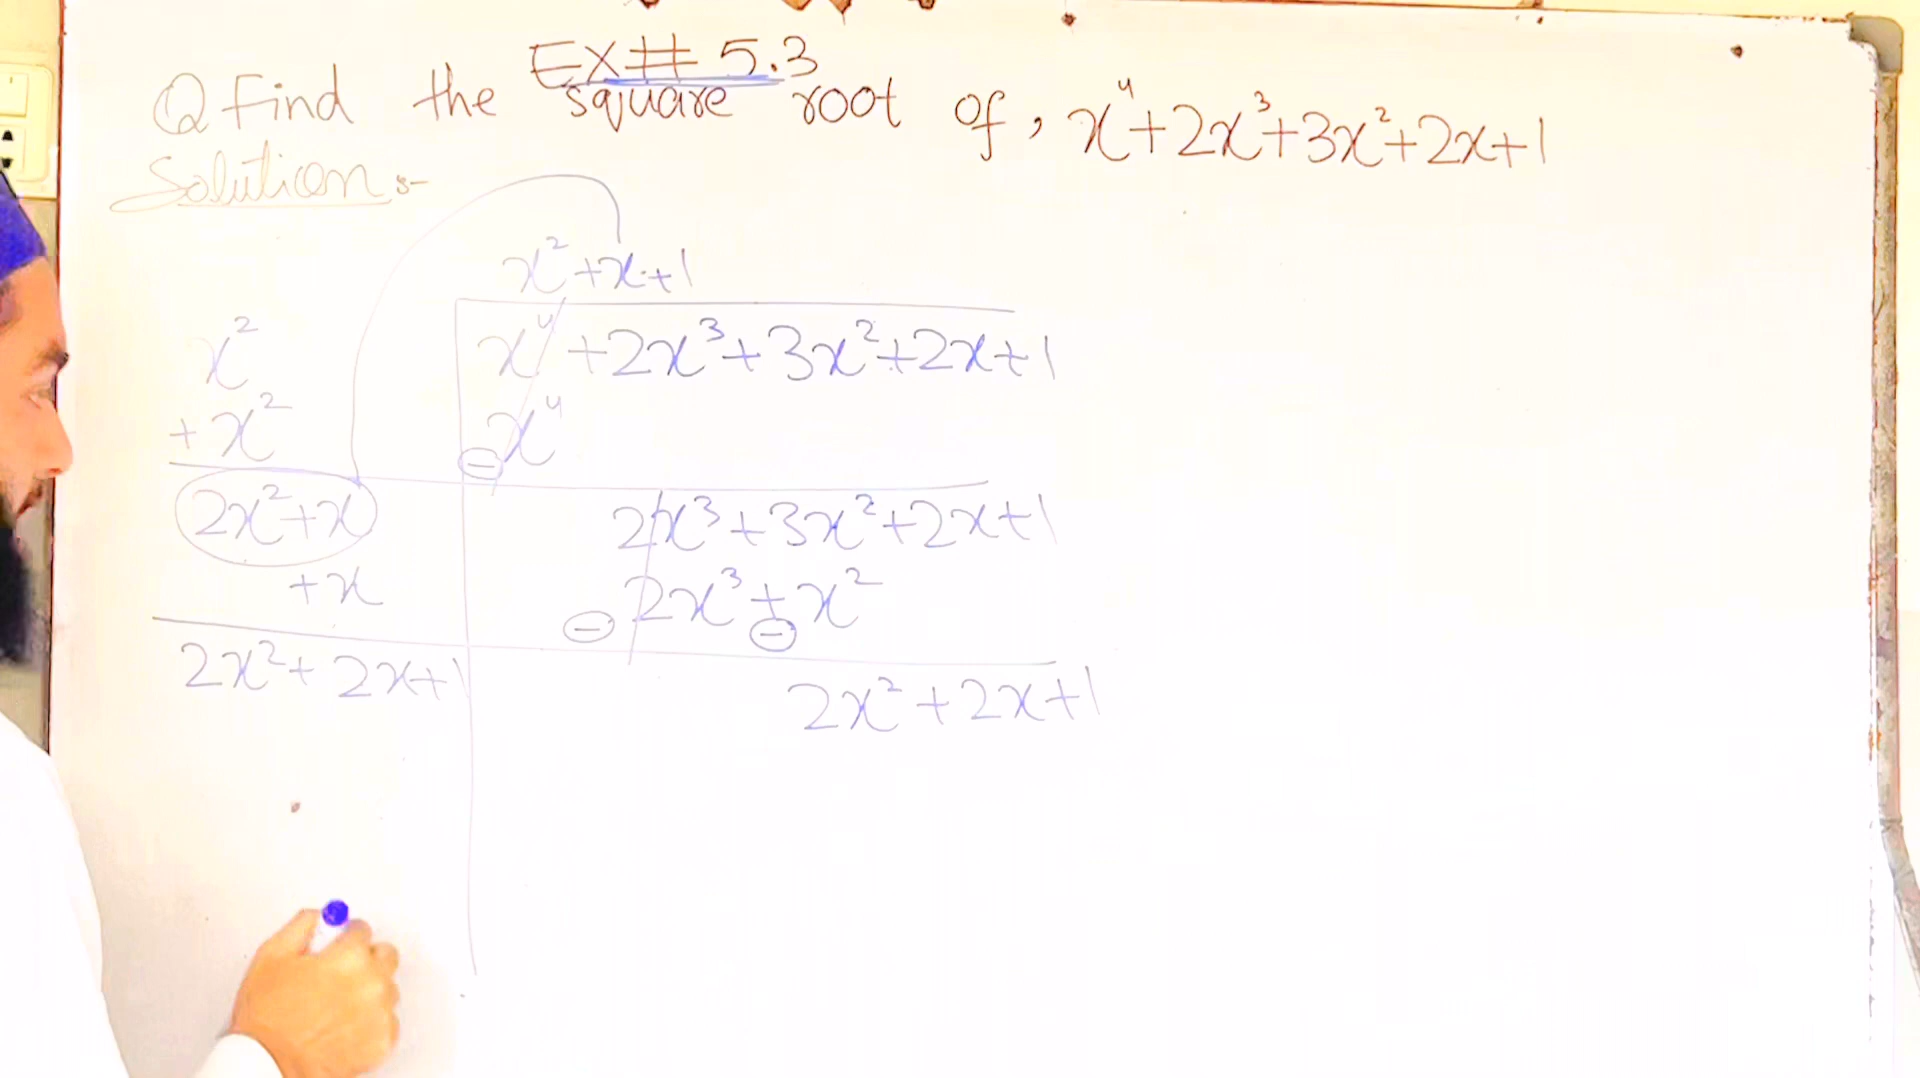 Ex# 5.3
Q Find the square root of, x⁴+2x³+3x²+2x+1
Solution:-
x²+x+1
x² x⁴+2x³+3x²+2x+1
+x² x⁴
⊖
2x²+x 2x³+3x²+2x+1
+x 2x³+x²
⊖ ⊖
2x²+2x+1 2x²+2x+1